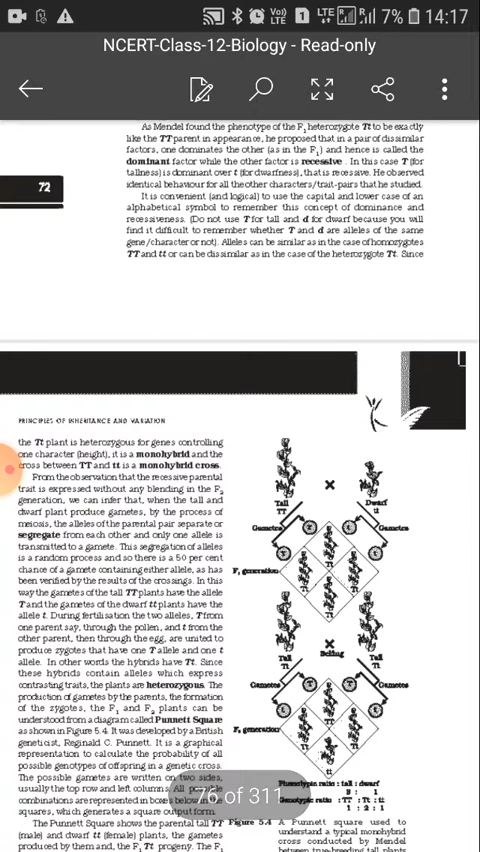 7% 14:17
NCERT-Class-12-Biology - Read-only
As Mendel found the phenotype of the F1 heterozygote Tt to be exactly
like the TT parent in appearance, he proposed that in a pair of dissimilar
factors, one dominates the other (as in the F1) and hence is called the
dominant factor while the other factor is recessive . In this case T (for
tallness) is dominant over t (for dwarfness), that is recessive. He observed
identical behaviour for all the other characters/trait-pairs that he studied.
72
It is convenient (and logical) to use the capital and lower case of an
alphabetical symbol to remember this concept of dominance and
recessiveness. (Do not use T for tall and d for dwarf because you will
find it difficult to remember whether T and d are alleles of the same
gene/character or not). Alleles can be similar as in the case of homozygotes
TT and tt or can be dissimilar as in the case of the heterozygote Tt. Since
PRINCIPLES OF INHERITANCE AND VARIATION
the Tt plant is heterozygous for genes controlling
one character (height), it is a monohybrid and the
cross between TT and tt is a monohybrid cross.
From the observation that the recessive parental
trait is expressed without any blending in the F2
generation, we can infer that, when the tall and
dwarf plant produce gametes, by the process of
meiosis, the alleles of the parental pair separate or
segregate from each other and only one allele is
transmitted to a gamete. This segregation of alleles
is a random process and so there is a 50 per cent
chance of a gamete containing either allele, as has
been verified by the results of the crossings. In this
way the gametes of the tall TT plants have the allele
T and the gametes of the dwarf tt plants have the
allele t. During fertilisation the two alleles, T from
one parent say, through the pollen, and t from the
other parent, then through the egg, are united to
produce zygotes that have one T allele and one t
allele. In other words the hybrids have Tt. Since
these hybrids contain alleles which express
contrasting traits, the plants are heterozygous. The
production of gametes by the parents, the formation
of the zygotes, the F1 and F2 plants can be
understood from a diagram called Punnett Square
as shown in Figure 5.4. It was developed by a British
geneticist, Reginald C. Punnett. It is a graphical
representation to calculate the probability of all
possible genotypes of offspring in a genetic cross.
The possible gametes are written on two sides,
usually the top row and left columns. All possible
combinations are represented in boxes below in the
squares, which generates a square output form.
The Punnett Square shows the parental tall TT
(male) and dwarf tt (female) plants, the gametes
produced by them and, the F1 Tt progeny. The F1
Tall Dwarf
TT tt
Gametes Gametes
F1 generation
Tall Tall
Tt Selfing Tt
Gametes Gametes
F2 generation
Phenotypic ratio : tall : dwarf
3 : 1
Genotypic ratio : TT : Tt : tt
1 : 2 : 1
76 of 311
Figure 5.4 A Punnett square used to
understand a typical monohybrid
cross conducted by Mendel
between true-breeding tall plants